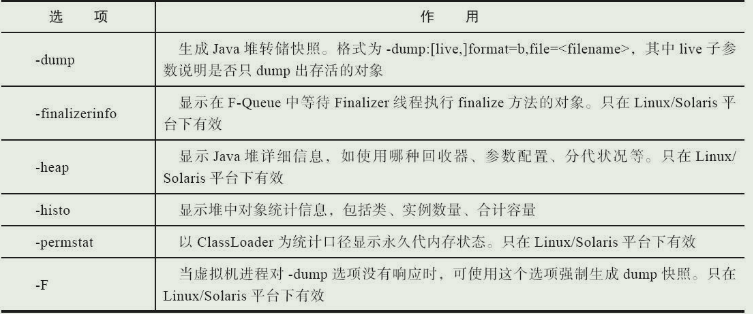 选 项 作 用
-dump 生成 Java 堆转储快照。格式为 -dump:[live,]format=b,file=<filename>，其中 live 子参
数说明是否只 dump 出存活的对象
-finalizerinfo 显示在 F-Queue 中等待 Finalizer 线程执行 finalize 方法的对象。只在 Linux/Solaris 平
台下有效
-heap 显示 Java 堆详细信息，如使用哪种回收器、参数配置、分代状况等。只在 Linux/
Solaris 平台下有效
-histo 显示堆中对象统计信息，包括类、实例数量、合计容量
-permstat 以 ClassLoader 为统计口径显示永久代内存状态。只在 Linux/Solaris 平台下有效
-F 当虚拟机进程对 -dump 选项没有响应时，可使用这个选项强制生成 dump 快照。只在
Linux/Solaris 平台下有效